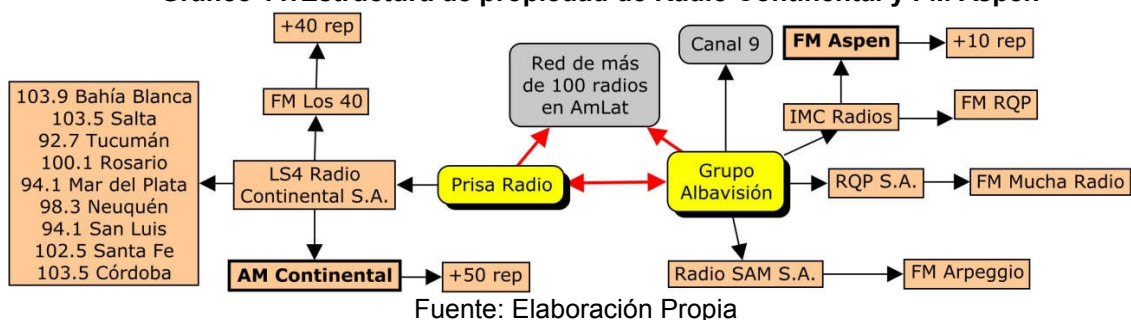 +40 rep
Canal 9
FM Aspen
+10 rep
Red de más
de 100 radios
en AmLat
103.9 Bahía Blanca
103.5 Salta
92.7 Tucumán
100.1 Rosario
94.1 Mar del Plata
98.3 Neuquén
94.1 San Luis
102.5 Santa Fe
103.5 Córdoba
FM Los 40
IMC Radios
FM RQP
LS4 Radio
Continental S.A.
Prisa Radio
Grupo
Albavisión
RQP S.A.
FM Mucha Radio
AM Continental
+50 rep
Radio SAM S.A.
FM Arpeggio
Fuente: Elaboración Propia